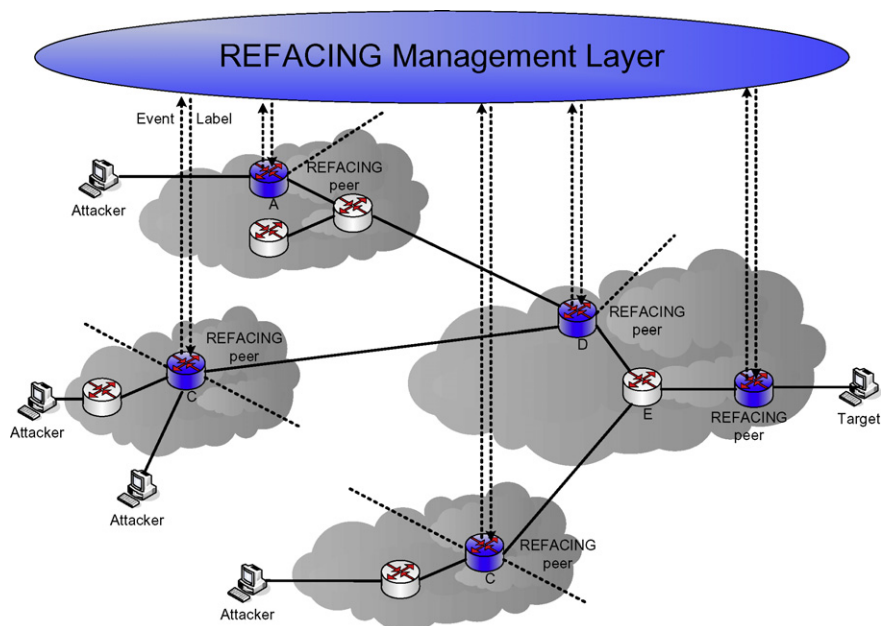 REFACING Management Layer
Event
Label
REFACING
peer
Attacker
A
REFACING
peer
REFACING
peer
D
C
E
Attacker
REFACING
peer
Target
Attacker
REFACING
peer
C
Attacker